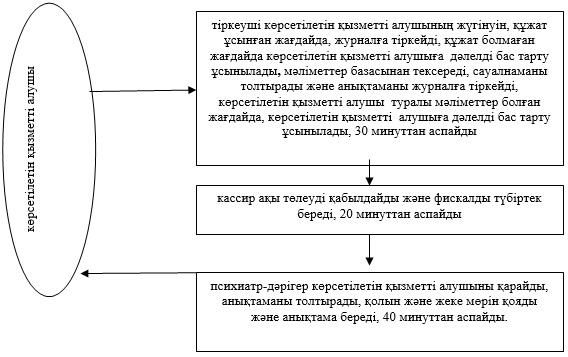 көрсетілетін қызметті алушы
тіркеуші көрсетілетін қызметті алушының жүгінуін, құжат
ұсынған жағдайда, журналға тіркейді, құжат болмаған
жағдайда көрсетілетін қызметті алушыға дәлелді бас тарту
ұсынылады, мәліметтер базасынан тексереді, сауалнаманы
толтырады және анықтаманы журналға тіркейді,
көрсетілетін қызметті алушы туралы мәліметтер болған
жағдайда, көрсетілетін қызметті алушыға дәлелді бас тарту
ұсынылады, 30 минуттан аспайды
кассир ақы төлеуді қабылдайды және фискалды түбіртек
береді, 20 минуттан аспайды
психиатр-дәрігер көрсетілетін қызметті алушыны қарайды,
анықтаманы толтырады, қолын және жеке мөрін қояды
және анықтама береді, 40 минуттан аспайды.